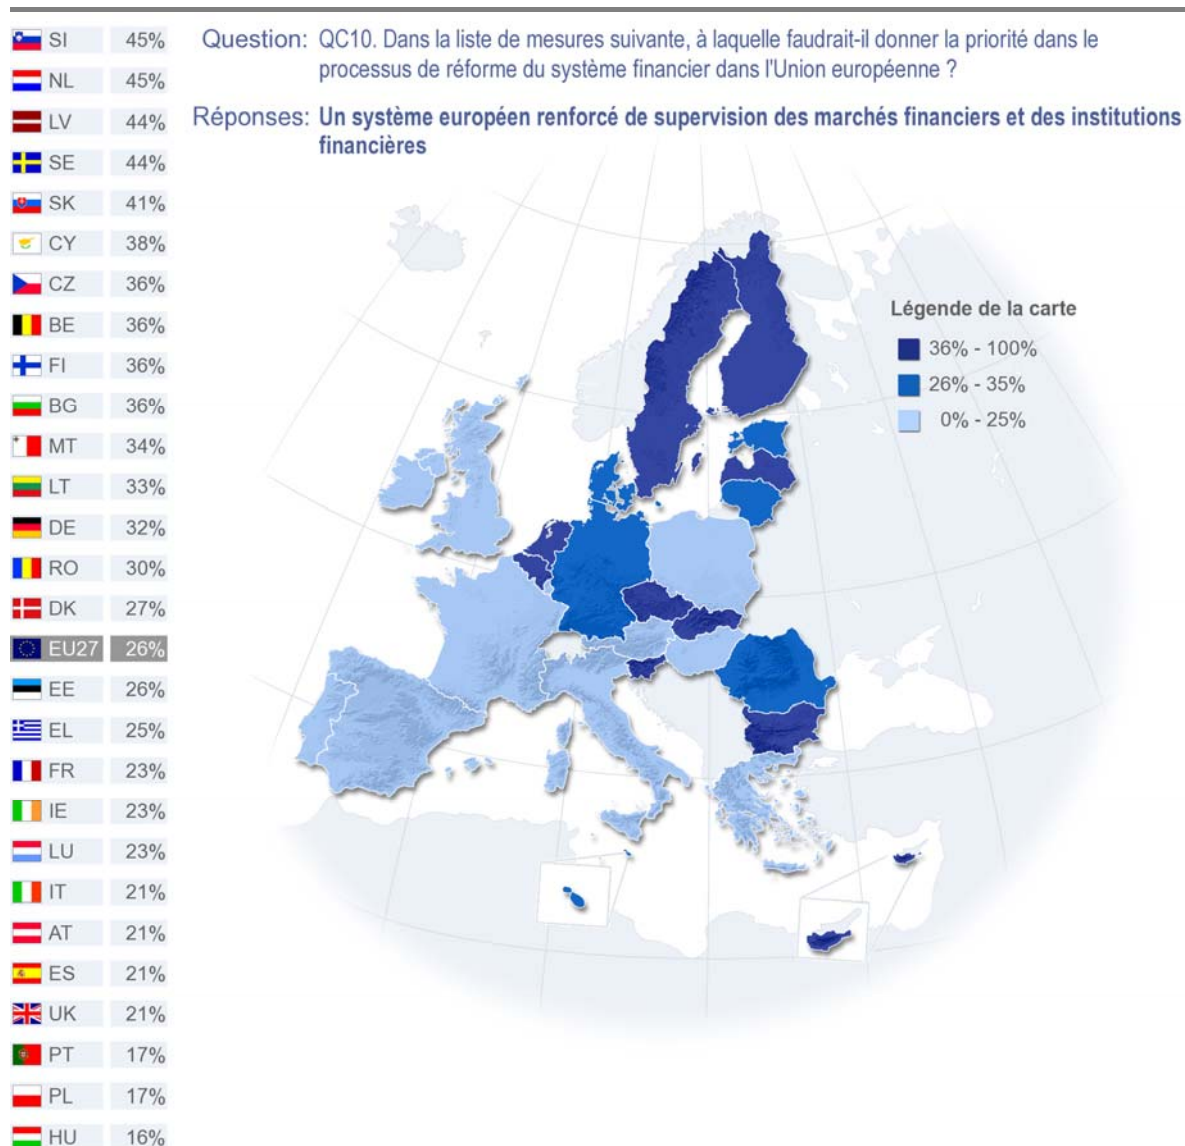 Question: QC10. Dans la liste de mesures suivante, à laquelle faudrait-il donner la priorité dans le
processus de réforme du système financier dans l'Union européenne ?
Réponses: Un système européen renforcé de supervision des marchés financiers et des institutions
financières
SI 45%
NL 45%
LV 44%
SE 44%
SK 41%
CY 38%
CZ 36%
BE 36%
FI 36%
BG 36%
MT 34%
LT 33%
DE 32%
RO 30%
DK 27%
EU27 26%
EE 26%
EL 25%
FR 23%
IE 23%
LU 23%
IT 21%
AT 21%
ES 21%
UK 21%
PT 17%
PL 17%
HU 16%
Légende de la carte
36% - 100%
26% - 35%
0% - 25%